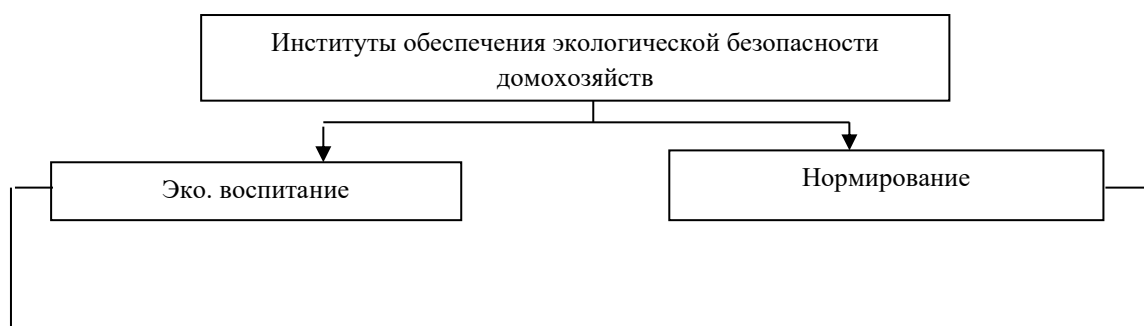 Институты обеспечения экологической безопасности
домохозяйств
Эко. воспитание
Нормирование